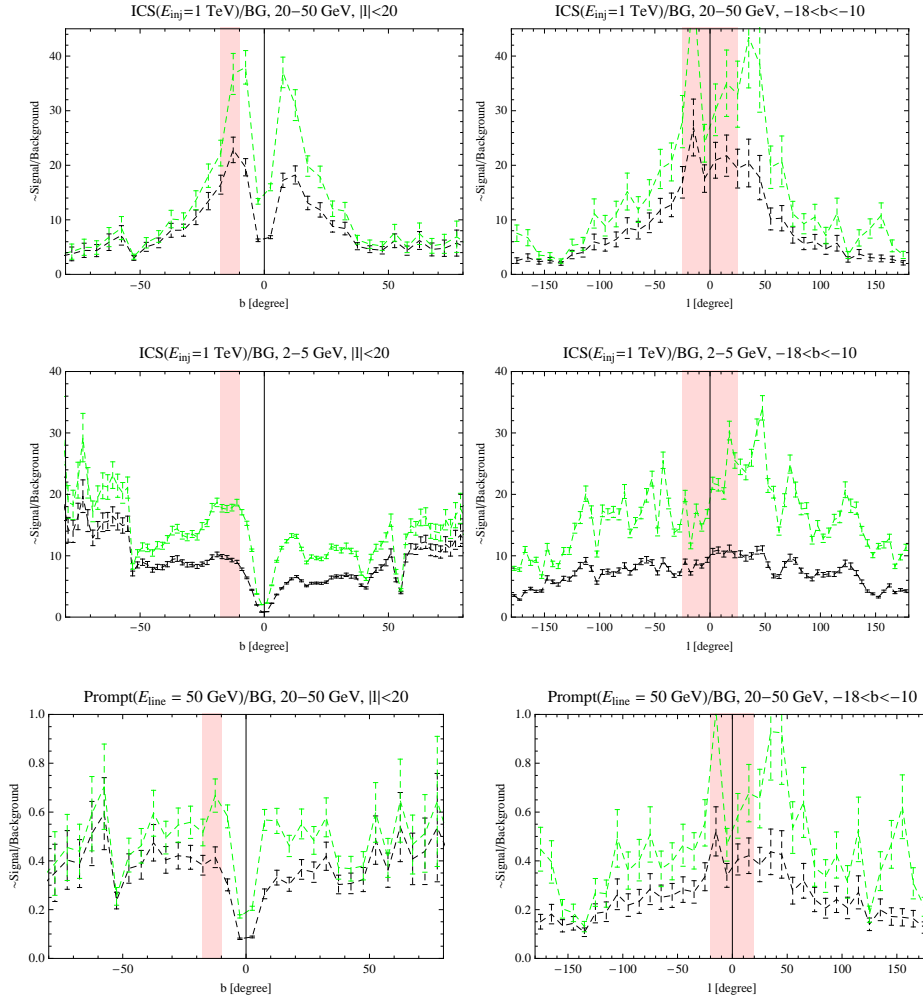 ICS(E_inj=1 TeV)/BG, 20−50 GeV, |l|<20
~Signal/Background
40
30
20
10
0
−50 0 50
b [degree]
ICS(E_inj=1 TeV)/BG, 20−50 GeV, −18<b<−10
~Signal/Background
40
30
20
10
0
−150 −100 −50 0 50 100 150
l [degree]
ICS(E_inj=1 TeV)/BG, 2−5 GeV, |l|<20
~Signal/Background
40
30
20
10
0
−50 0 50
b [degree]
ICS(E_inj=1 TeV)/BG, 2−5 GeV, −18<b<−10
~Signal/Background
40
30
20
10
0
−150 −100 −50 0 50 100 150
l [degree]
Prompt(E_line = 50 GeV)/BG, 20−50 GeV, |l|<20
~Signal/Background
1.0
0.8
0.6
0.4
0.2
0.0
−50 0 50
b [degree]
Prompt(E_line = 50 GeV)/BG, 20−50 GeV, −18<b<−10
~Signal/Background
1.0
0.8
0.6
0.4
0.2
0.0
−150 −100 −50 0 50 100 150
l [degree]